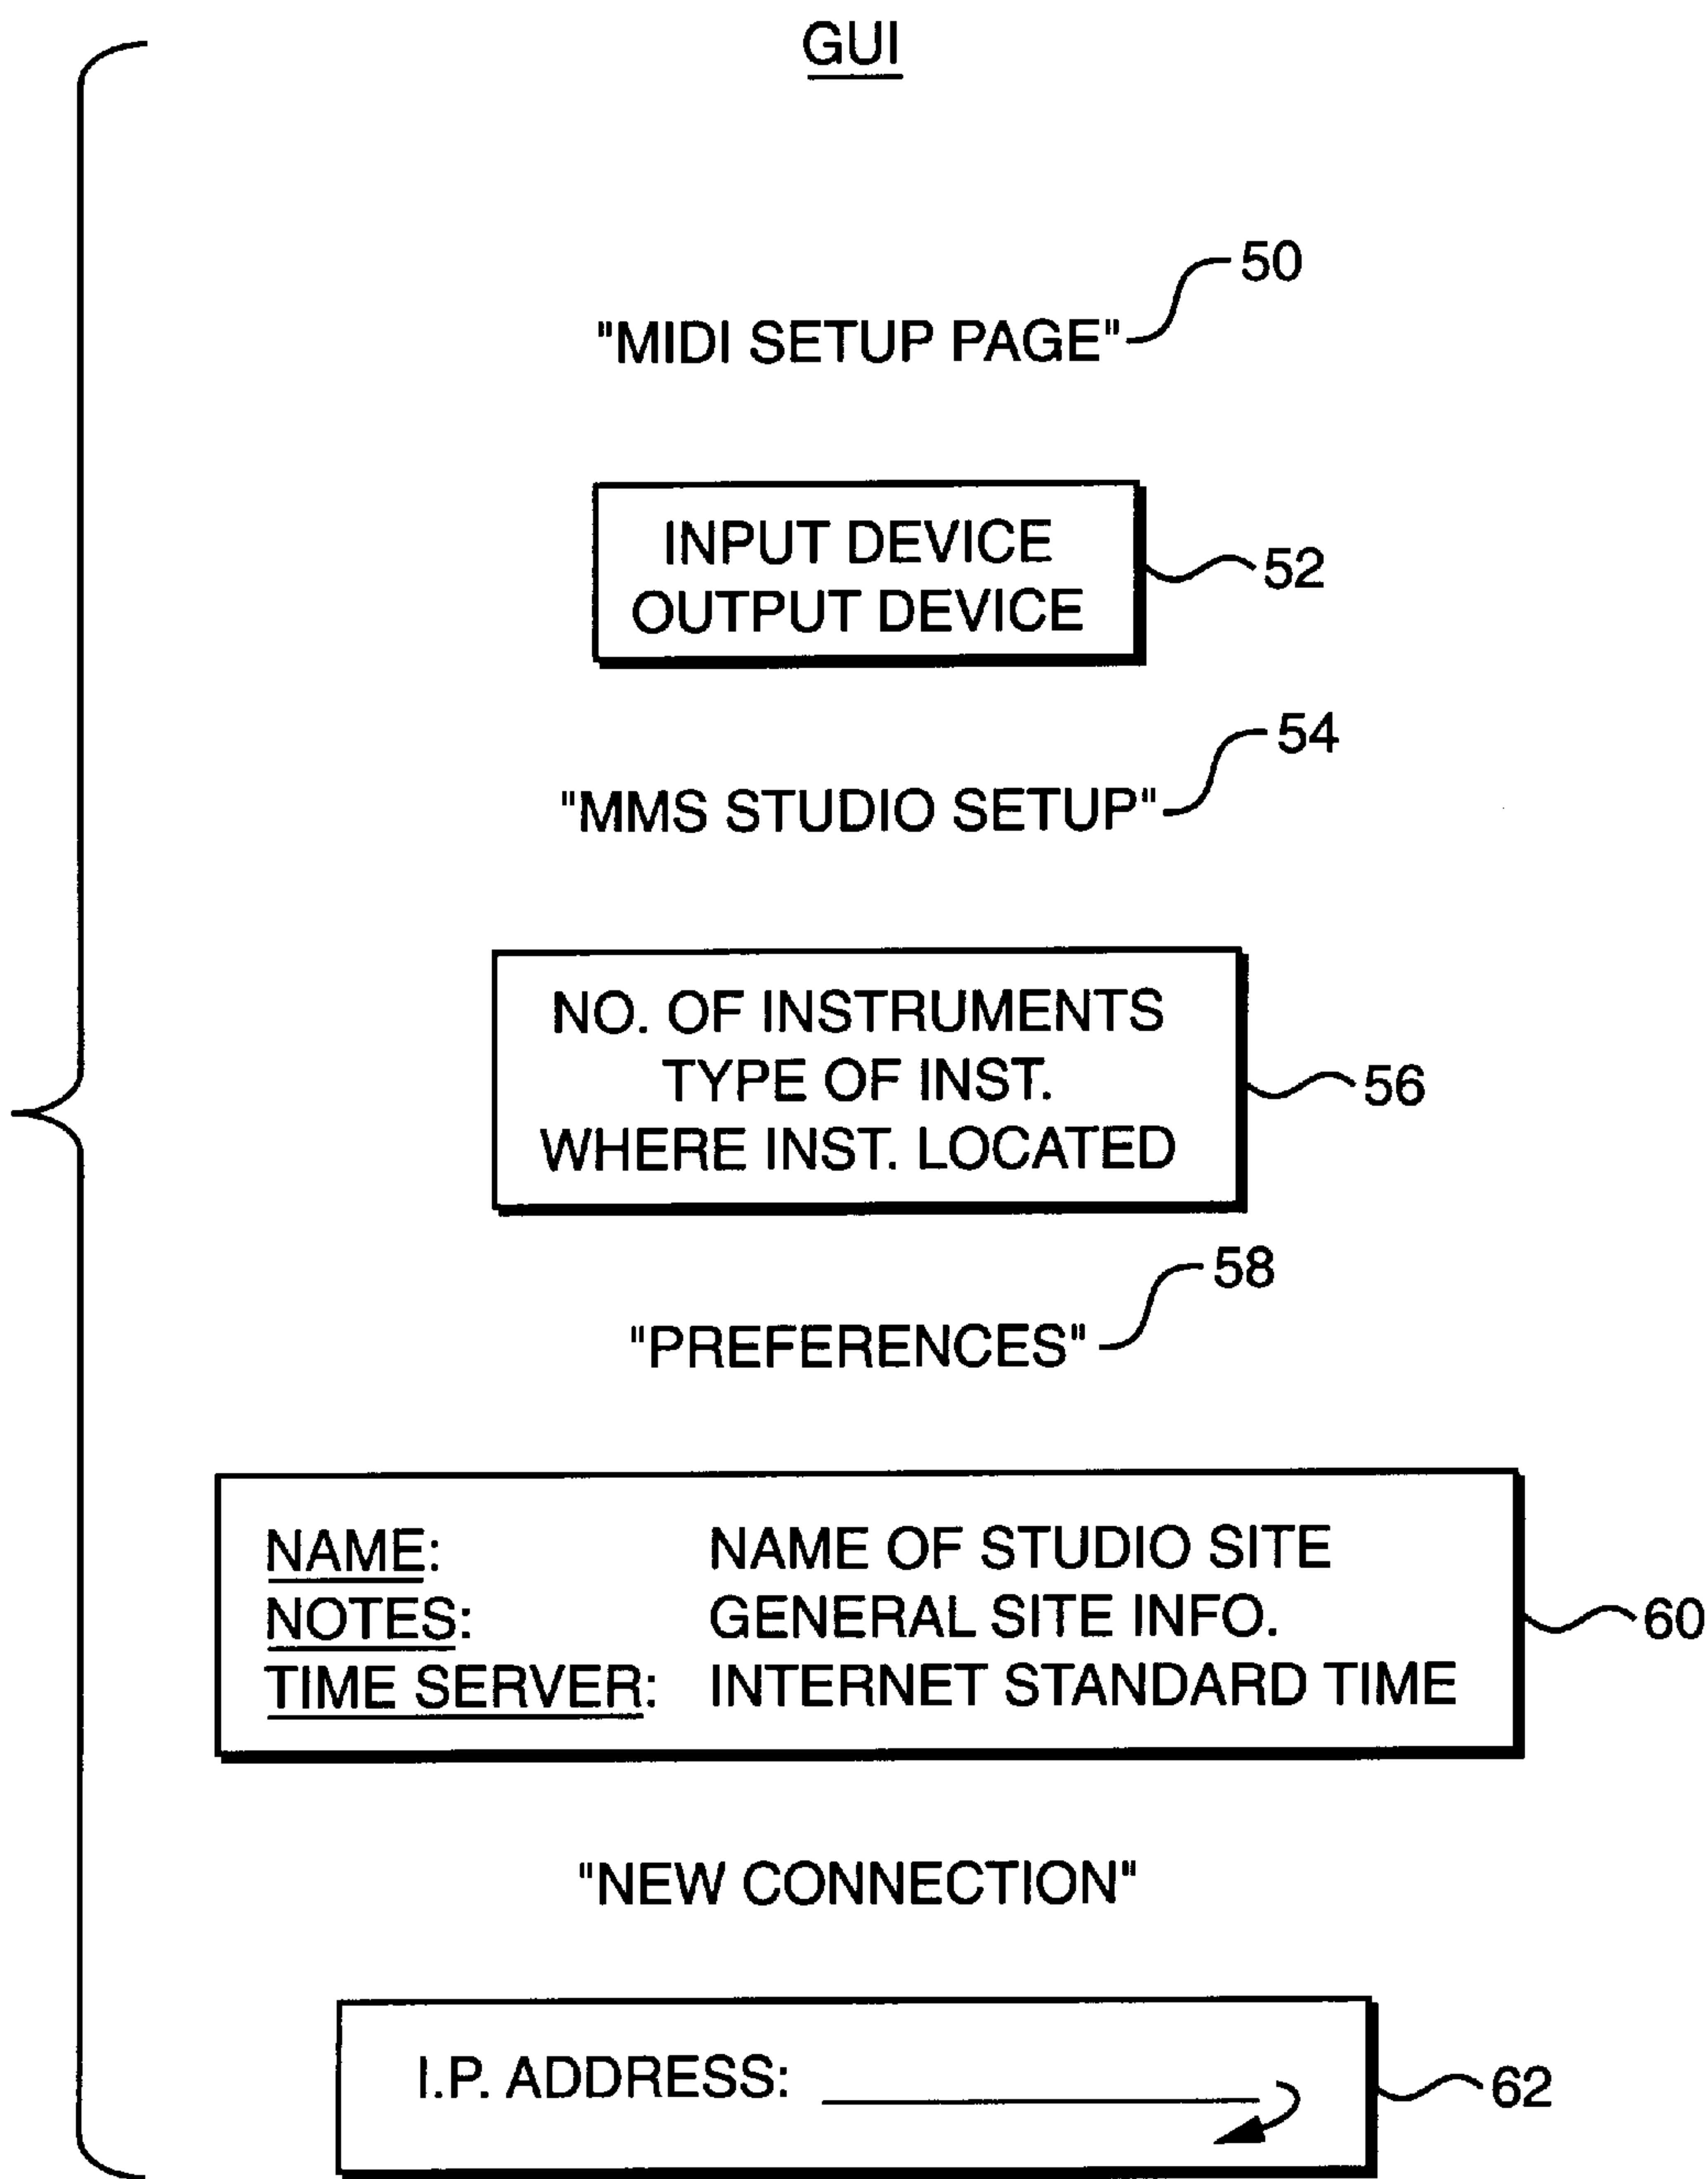 GUI
50
"MIDI SETUP PAGE"
INPUT DEVICE
OUTPUT DEVICE
52
54
"MMS STUDIO SETUP"
NO. OF INSTRUMENTS
TYPE OF INST.
WHERE INST. LOCATED
56
58
"PREFERENCES"
NAME: NAME OF STUDIO SITE
NOTES: GENERAL SITE INFO.
TIME SERVER: INTERNET STANDARD TIME
60
"NEW CONNECTION"
I.P. ADDRESS:
62